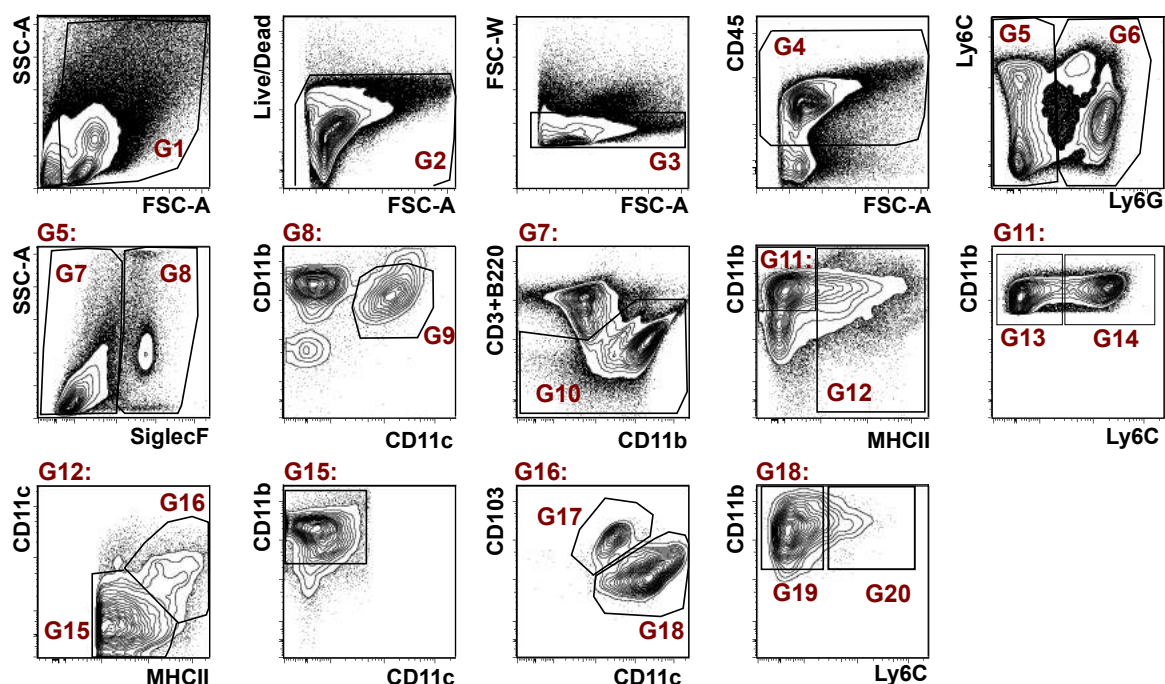 SSC-A
G1
FSC-A
Live/Dead
G2
FSC-A
FSC-W
G3
FSC-A
CD45
G4
FSC-A
Ly6C
G5
G6
Ly6G
G5:
SSC-A
G7
G8
SiglecF
G8:
CD11b
G9
CD11c
G7:
CD3+B220
G10
CD11b
CD11b
G11:
G12
MHCII
G11:
CD11b
G13
G14
Ly6C
G12:
CD11c
G16
G15
MHCII
G15:
CD11b
CD11c
G16:
CD103
G17
G18
CD11c
G18:
CD11b
G19
G20
Ly6C